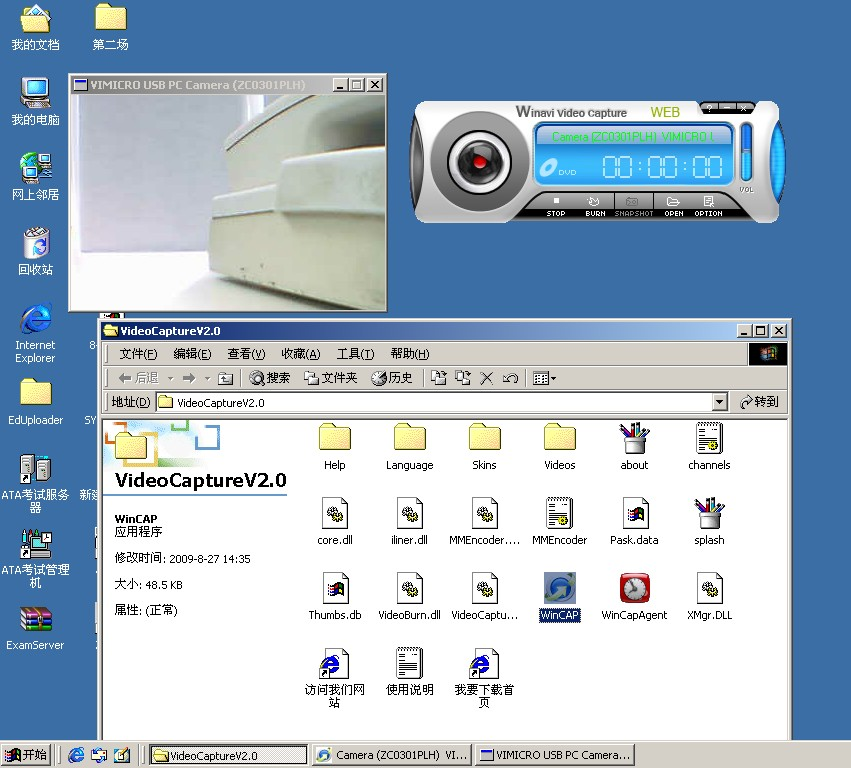 我的文档
第二场
我的电脑
网上邻居
回收站
Internet
Explorer
EdUploader
ATA考试服务
器
ATA考试管理
机
ExamServer
8-
SY
新建
VIMICRO USB PC Camera (ZC0301PLH)
Winavi Video Capture WEB
? – ×
Camera (ZC0301PLH) VIMICRO U
DVD 00:00:00
VOL
STOP BURN SNAPSHOT OPEN OPTION
VideoCaptureV2.0
文件(F) 编辑(E) 查看(V) 收藏(A) 工具(T) 帮助(H)
后退 搜索 文件夹 历史
地址(D) VideoCaptureV2.0 转到
VideoCaptureV2.0
WinCAP
应用程序
修改时间: 2009-8-27 14:35
大小: 48.5 KB
属性: (正常)
Help Language Skins Videos about channels
core.dll iliner.dll MMEncoder.... MMEncoder Pask.data splash
Thumbs.db VideoBurn.dll VideoCaptu... WinCAP WinCapAgent XMgr.DLL
访问我们网
站
使用说明
我要下载首
页
开始 VideoCaptureV2.0 Camera (ZC0301PLH) VI... VIMICRO USB PC Camera...